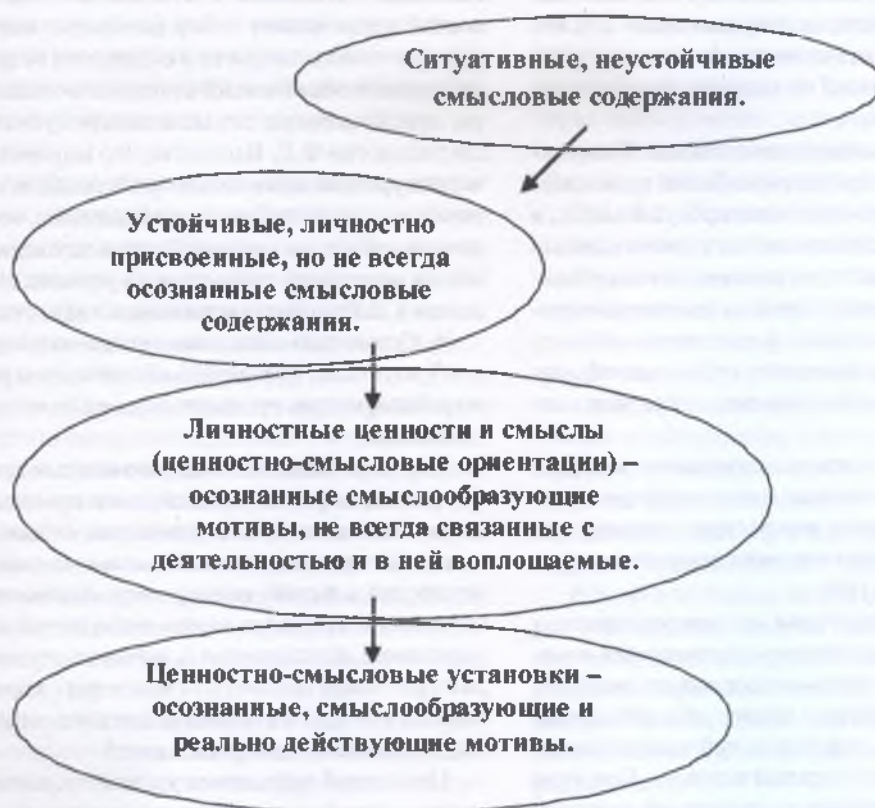 Ситуативные, неустойчивые
смысловые содержания.
Устойчивые, личностно
присвоенные, но не всегда
осознанные смысловые
содержания.
Личностные ценности и смыслы
(ценностно-смысловые ориентации) –
осознанные смыслообразующие
мотивы, не всегда связанные с
деятельностью и в ней воплощаемые.
Ценностно-смысловые установки –
осознанные, смыслообразующие и
реально действующие мотивы.